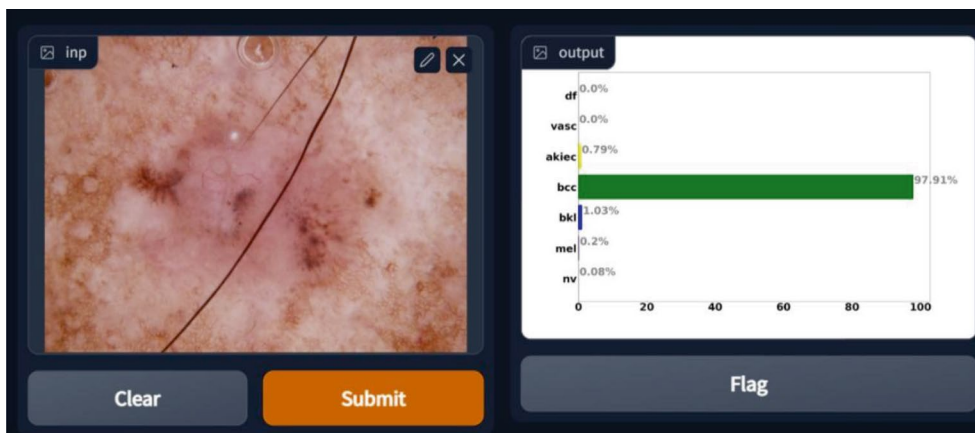 inp
output
df 0.0%
vasc 0.0%
akiec 0.79%
bcc 97.91%
bkl 1.03%
mel 0.2%
nv 0.08%
0 20 40 60 80 100
Clear
Submit
Flag